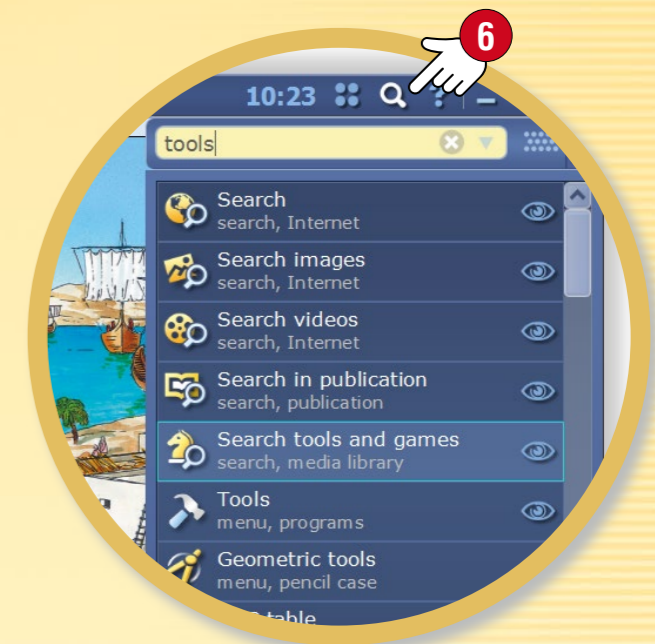 6
10:23 ?
tools
Search
search, Internet
Search images
search, Internet
Search videos
search, Internet
Search in publication
search, publication
Search tools and games
search, media library
Tools
menu, programs
Geometric tools
menu, pencil case
table